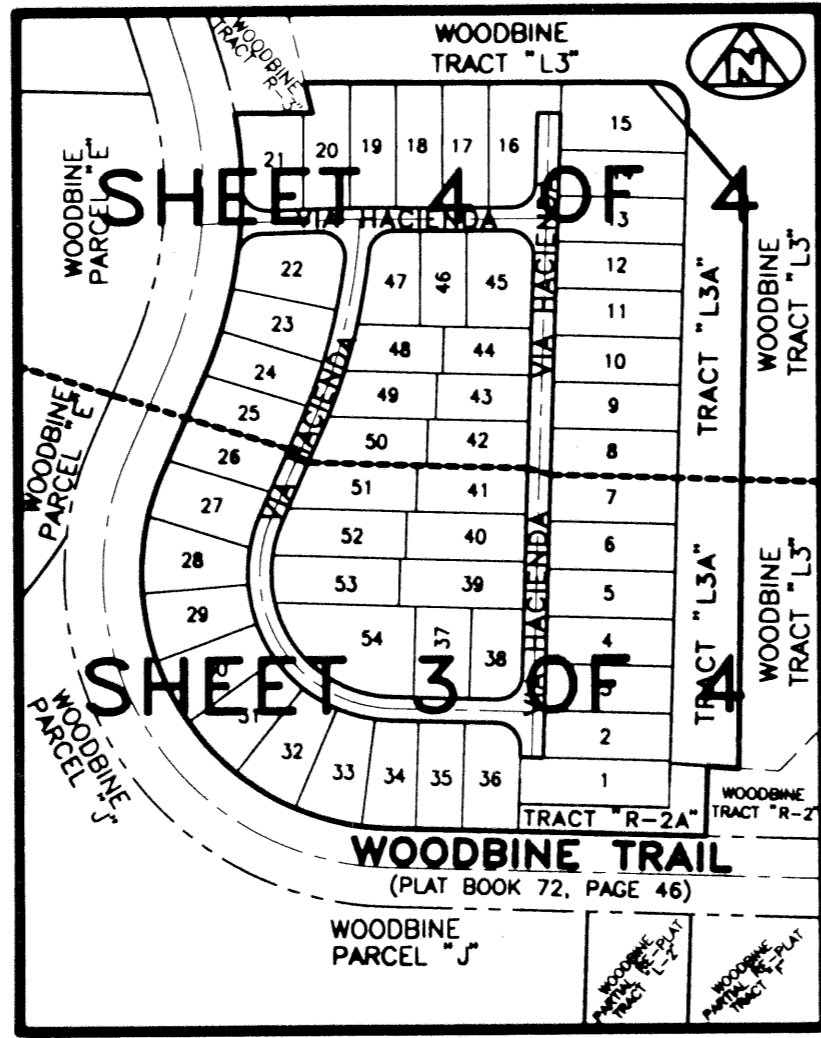 WOODBINE
TRACT "R-3"
WOODBINE
TRACT "L3"
N
WOODBINE
PARCEL "E"
21
20
19
18
17
16
15
SHEET 4 OF 4
VIA HACIENDA
VIA HACIENDA
13
22
47
46
45
12
WOODBINE
TRACT "L3"
TRACT "L3A"
23
11
24
48
44
10
VIA HACIENDA
25
49
43
9
WOODBINE
PARCEL "E"
26
50
42
8
27
51
41
7
28
52
40
6
VIA HACIENDA
29
53
39
5
TRACT "L3A"
WOODBINE
TRACT "L3"
54
37
38
4
SHEET 3 OF 4
30
31
3
WOODBINE
PARCEL "J"
32
33
34
35
36
2
1
WOODBINE
TRACT "R-2"
TRACT "R-2A"
WOODBINE TRAIL
(PLAT BOOK 72, PAGE 46)
WOODBINE
PARCEL "J"
WOODBINE
PARTIAL RE-PLAT
TRACT "L-2"
WOODBINE
PARTIAL RE-PLAT
TRACT "F"